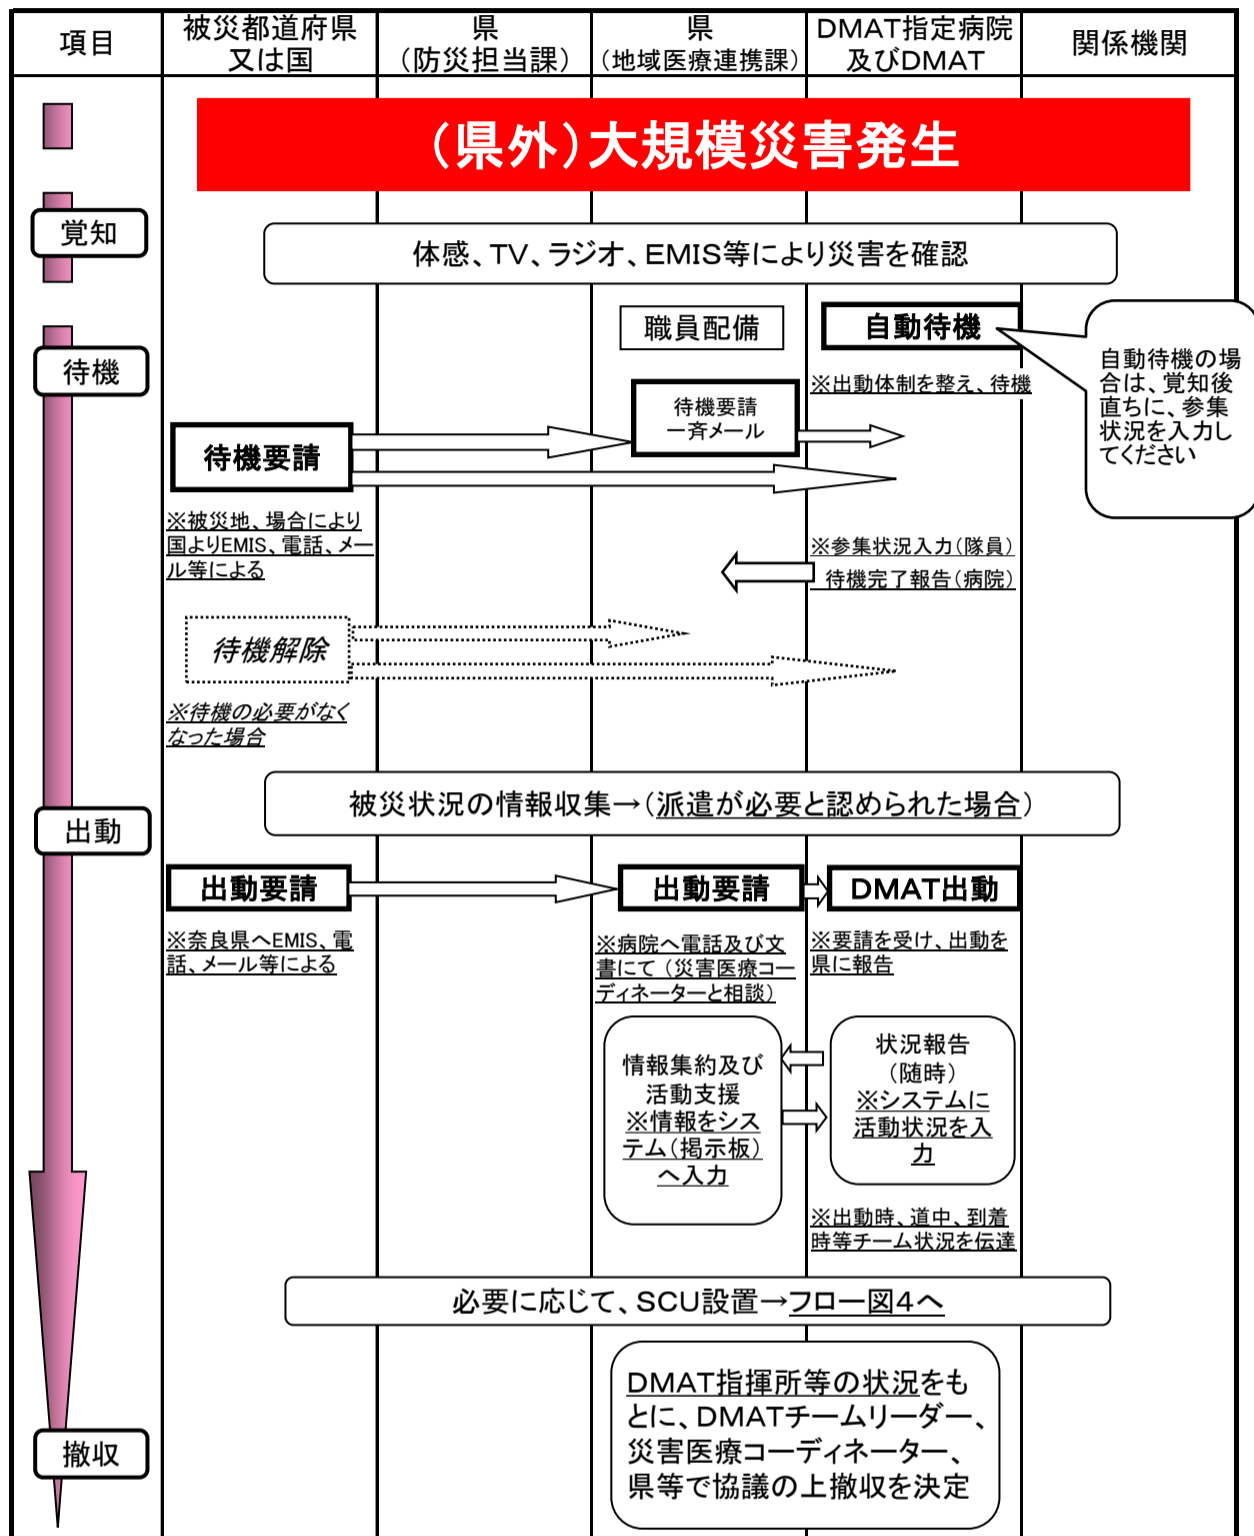 項目
被災都道府県
又は国
県
（防災担当課）
県
（地域医療連携課）
DMAT指定病院
及びDMAT
関係機関
（県外）大規模災害発生
覚知
体感、TV、ラジオ、EMIS等により災害を確認
待機
職員配備
自動待機
※出動体制を整え、待機
自動待機の場
合は、覚知後
直ちに、参集
状況を入力し
てください
待機要請
一斉メール
待機要請
※被災地、場合により
国よりEMIS、電話、メー
ル等による
※参集状況入力（隊員）
待機完了報告（病院）
待機解除
※待機の必要がなく
なった場合
出動
被災状況の情報収集→（派遣が必要と認められた場合）
出動要請
出動要請
DMAT出動
※奈良県へEMIS、電
話、メール等による
※病院へ電話及び文
書にて（災害医療コー
ディネーターと相談）
※要請を受け、出動を
県に報告
情報集約及び
活動支援
※情報をシス
テム（掲示板）
へ入力
状況報告
（随時）
※システムに
活動状況を入
力
※出動時、道中、到着
時等チーム状況を伝達
必要に応じて、SCU設置→フロー図4へ
撤収
DMAT指揮所等の状況をも
とに、DMATチームリーダー、
災害医療コーディネーター、
県等で協議の上撤収を決定